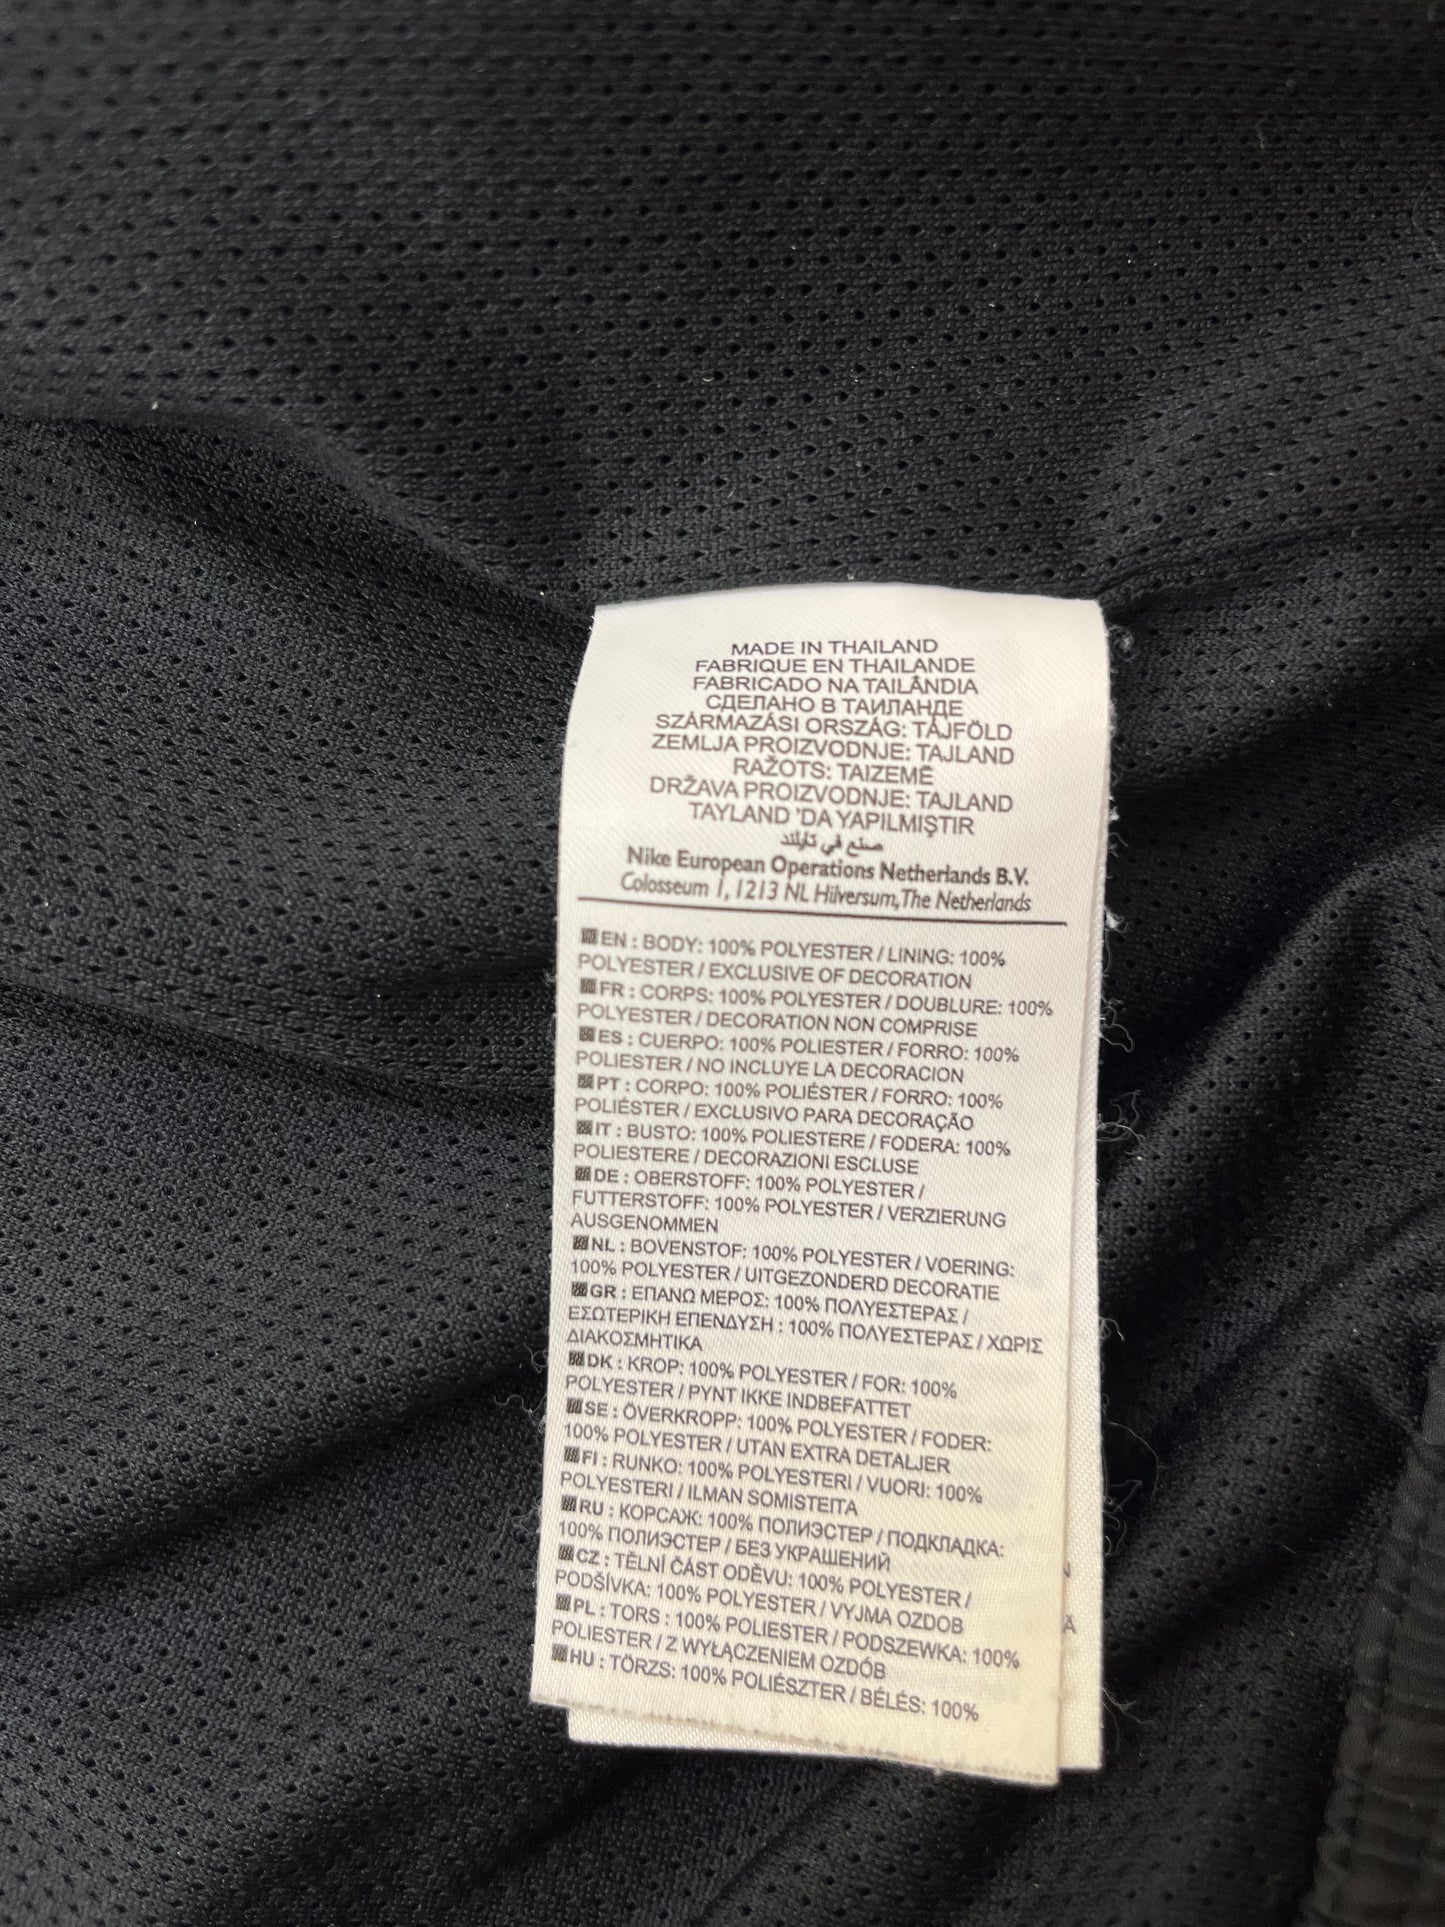 MADE IN THAILAND
FABRIQUE EN THAILANDE
FABRICADO NA TAILÂNDIA
СДЕЛАНО В ТАИЛАНДЕ
SZÁRMAZÁSI ORSZÁG: TÁJFÖLD
ZEMLJA PROIZVODNJE: TAJLAND
RAŽOTS: TAIZEMĒ
DRŽAVA PROIZVODNJE: TAJLAND
TAYLAND 'DA YAPILMIŞTIR
صنع في تايلند
Nike European Operations Netherlands B.V.
Colosseum 1, 1213 NL Hilversum, The Netherlands
EN : BODY: 100% POLYESTER / LINING: 100%
POLYESTER / EXCLUSIVE OF DECORATION
FR : CORPS: 100% POLYESTER / DOUBLURE: 100%
POLYESTER / DECORATION NON COMPRISE
ES : CUERPO: 100% POLIESTER / FORRO: 100%
POLIESTER / NO INCLUYE LA DECORACION
PT : CORPO: 100% POLIÉSTER / FORRO: 100%
POLIÉSTER / EXCLUSIVO PARA DECORAÇÃO
IT : BUSTO: 100% POLIESTERE / FODERA: 100%
POLIESTERE / DECORAZIONI ESCLUSE
DE : OBERSTOFF: 100% POLYESTER /
FUTTERSTOFF: 100% POLYESTER / VERZIERUNG
AUSGENOMMEN
NL : BOVENSTOF: 100% POLYESTER / VOERING:
100% POLYESTER / UITGEZONDERD DECORATIE
GR : ΕΠΑΝΩ ΜΕΡΟΣ: 100% ΠΟΛΥΕΣΤΕΡΑΣ /
ΕΣΩΤΕΡΙΚΗ ΕΠΕΝΔΥΣΗ : 100% ΠΟΛΥΕΣΤΕΡΑΣ / ΧΩΡΙΣ
ΔΙΑΚΟΣΜΗΤΙΚΑ
DK : KROP: 100% POLYESTER / FOR: 100%
POLYESTER / PYNT IKKE INDBEFATTET
SE : ÖVERKROPP: 100% POLYESTER / FODER:
100% POLYESTER / UTAN EXTRA DETALJER
FI : RUNKO: 100% POLYESTERI / VUORI: 100%
POLYESTERI / ILMAN SOMISTEITA
RU : КОРСАЖ: 100% ПОЛИЭСТЕР / ПОДКЛАДКА:
100% ПОЛИЭСТЕР / БЕЗ УКРАШЕНИЙ
CZ : TĚLNÍ ČÁST ODĚVU: 100% POLYESTER /
PODŠÍVKA: 100% POLYESTER / VYJMA OZDOB
PL : TORS : 100% POLIESTER / PODSZEWKA: 100%
POLIESTER / Z WYŁĄCZENIEM OZDÓB
HU : TÖRZS: 100% POLIÉSZTER / BÉLÉS: 100%